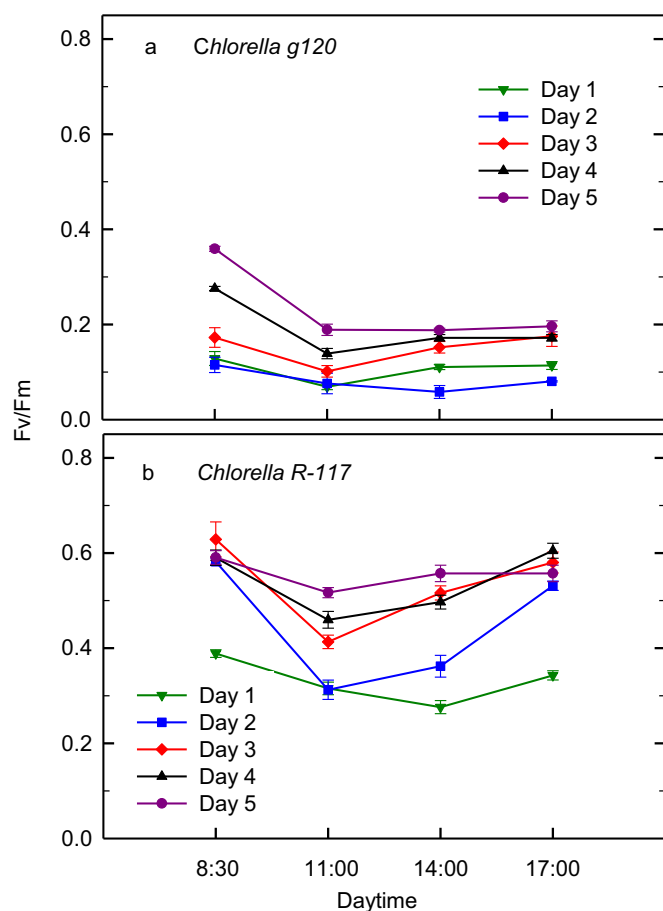 0.8
a Chlorella g120
Day 1
Day 2
Day 3
Day 4
Day 5
0.6
0.4
0.2
0.0
Fv/Fm
0.8
b Chlorella R-117
0.6
0.4
Day 1
Day 2
Day 3
Day 4
Day 5
0.2
0.0
8:30 11:00 14:00 17:00
Daytime